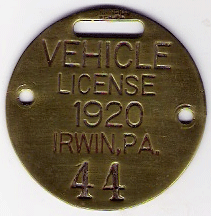 VEHICLE
LICENSE
1920
IRWIN, PA.
44